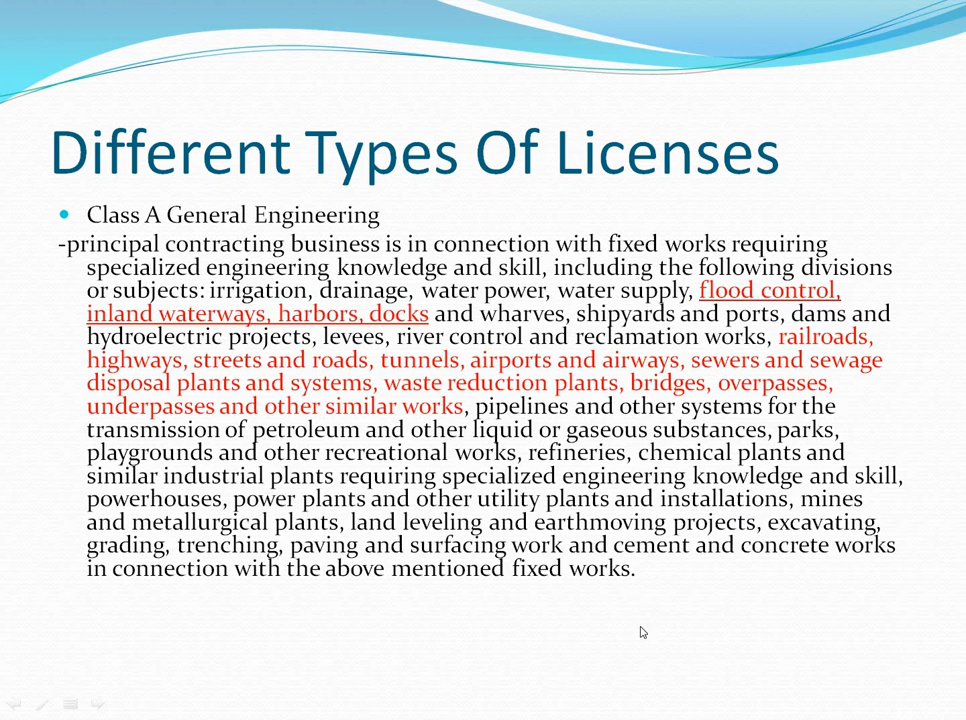 Different Types Of Licenses
Class A General Engineering
-principal contracting business is in connection with fixed works requiring
specialized engineering knowledge and skill, including the following divisions
or subjects: irrigation, drainage, water power, water supply, flood control,
inland waterways, harbors, docks and wharves, shipyards and ports, dams and
hydroelectric projects, levees, river control and reclamation works, railroads,
highways, streets and roads, tunnels, airports and airways, sewers and sewage
disposal plants and systems, waste reduction plants, bridges, overpasses,
underpasses and other similar works, pipelines and other systems for the
transmission of petroleum and other liquid or gaseous substances, parks,
playgrounds and other recreational works, refineries, chemical plants and
similar industrial plants requiring specialized engineering knowledge and skill,
powerhouses, power plants and other utility plants and installations, mines
and metallurgical plants, land leveling and earthmoving projects, excavating,
grading, trenching, paving and surfacing work and cement and concrete works
in connection with the above mentioned fixed works.